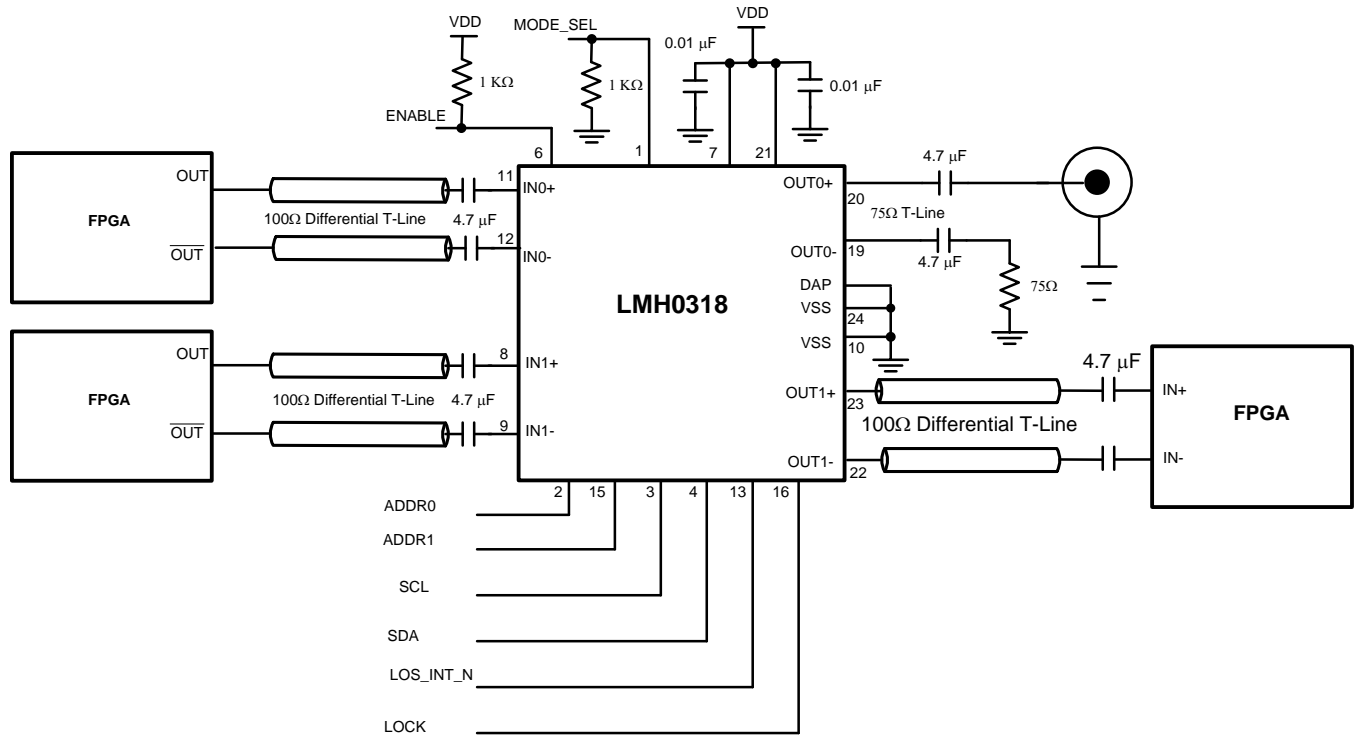 VDD
MODE_SEL
VDD
0.01 µF
1 KΩ
1 KΩ
0.01 µF
ENABLE
6
1
7
21
FPGA
OUT
OUT
100Ω Differential T-Line
4.7 µF
11
IN0+
12
IN0-
FPGA
OUT
OUT
100Ω Differential T-Line
4.7 µF
8
IN1+
9
IN1-
LMH0318
OUT0+
20
4.7 µF
75Ω T-Line
OUT0-
19
4.7 µF
75Ω
DAP
VSS
24
VSS
10
OUT1+
23
4.7 µF
100Ω Differential T-Line
OUT1-
22
IN+
FPGA
IN-
2
15
3
4
13
16
ADDR0
ADDR1
SCL
SDA
LOS_INT_N
LOCK